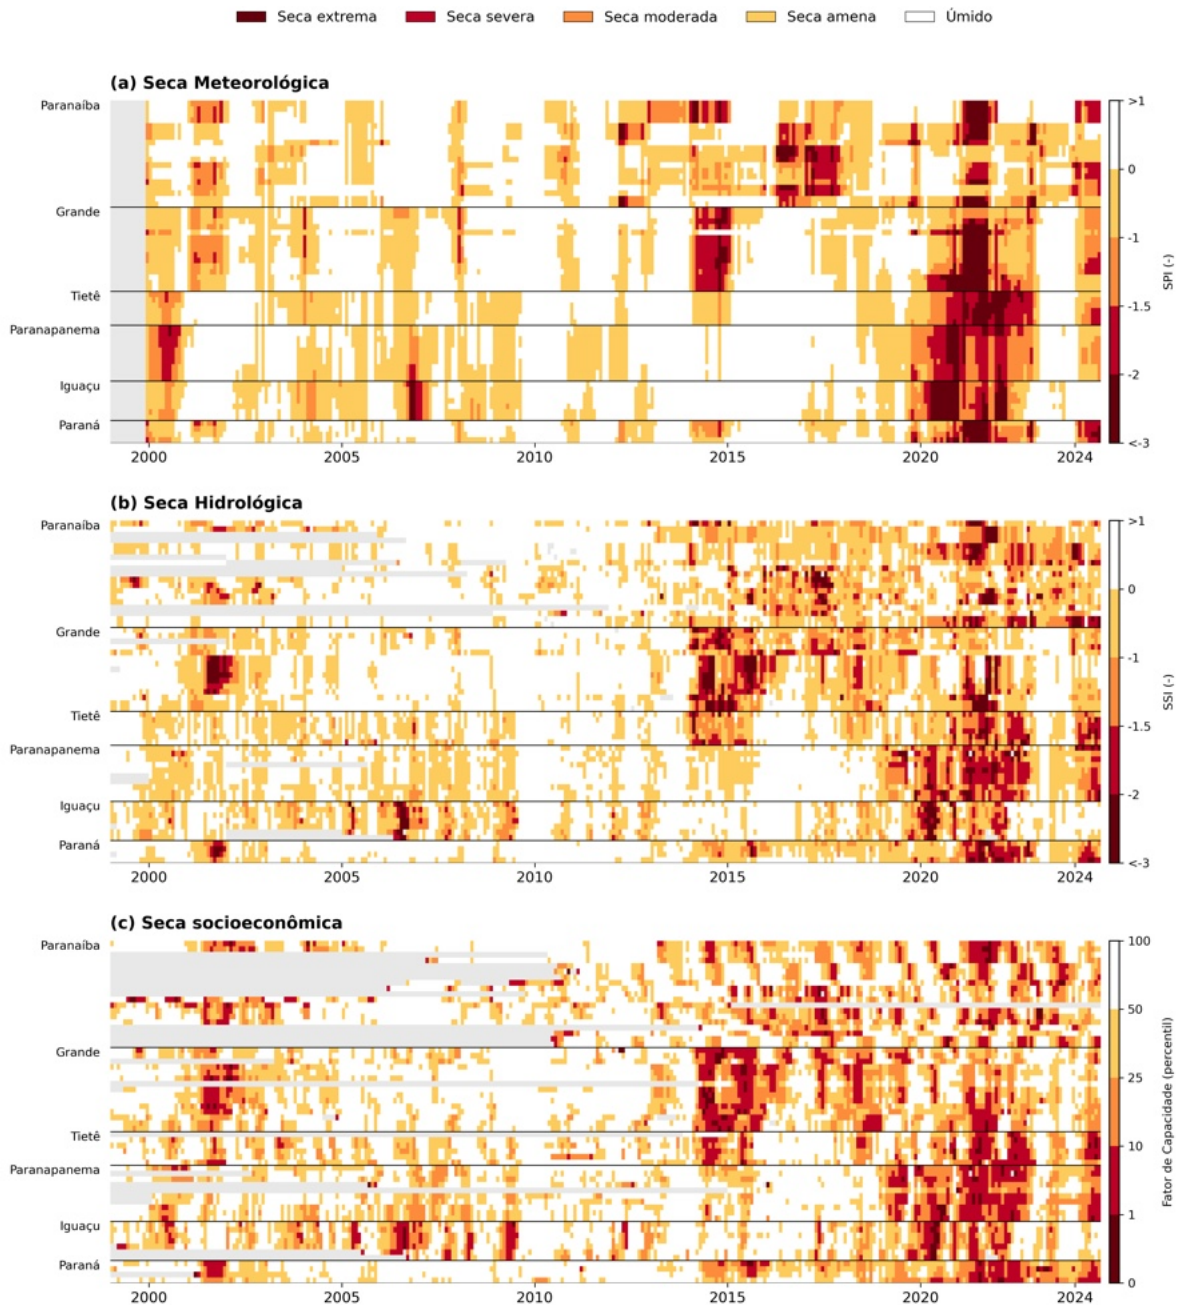 Seca extrema Seca severa Seca moderada Seca amena Úmido
(a) Seca Meteorológica
Paranaíba
Grande
Tietê
Paranapanema
Iguaçu
Paraná
2000 2005 2010 2015 2020 2024
>1
0
-1
-1.5
-2
<-3
SPI (-)
(b) Seca Hidrológica
Paranaíba
Grande
Tietê
Paranapanema
Iguaçu
Paraná
2000 2005 2010 2015 2020 2024
>1
0
-1
-1.5
-2
<-3
SSI (-)
(c) Seca socioeconômica
Paranaíba
Grande
Tietê
Paranapanema
Iguaçu
Paraná
2000 2005 2010 2015 2020 2024
100
50
25
10
1
0
Fator de Capacidade (percentil)